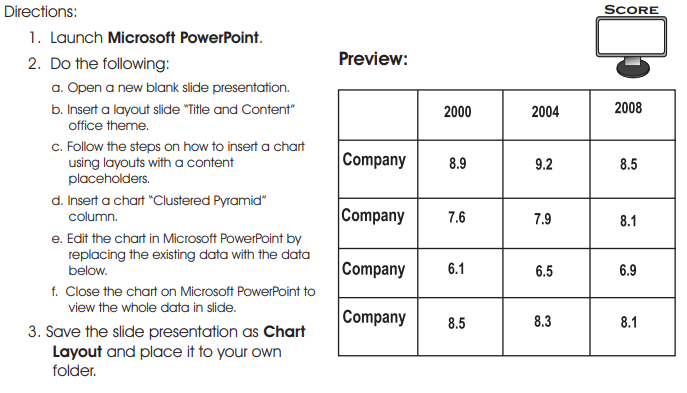 Directions:
1. Launch Microsoft PowerPoint.
2. Do the following:
a. Open a new blank slide presentation.
b. Insert a layout slide "Title and Content"
office theme.
c. Follow the steps on how to insert a chart
using layouts with a content
placeholders.
d. Insert a chart "Clustered Pyramid"
column.
e. Edit the chart in Microsoft PowerPoint by
replacing the existing data with the data
below.
f. Close the chart on Microsoft PowerPoint to
view the whole data in slide.
3. Save the slide presentation as Chart
Layout and place it to your own
folder.
SCORE
Preview:
2000 2004 2008
Company 8.9 9.2 8.5
Company 7.6 7.9 8.1
Company 6.1 6.5 6.9
Company 8.5 8.3 8.1